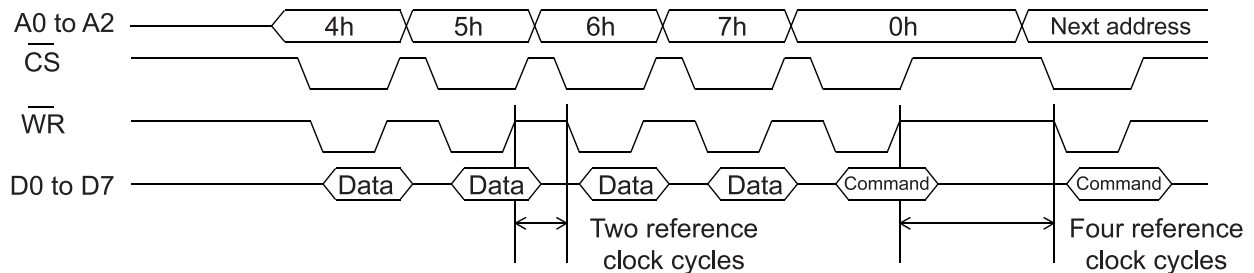 A0 to A2 4h 5h 6h 7h 0h Next address
CS
WR
D0 to D7 Data Data Data Data Command Command
Two reference
clock cycles
Four reference
clock cycles